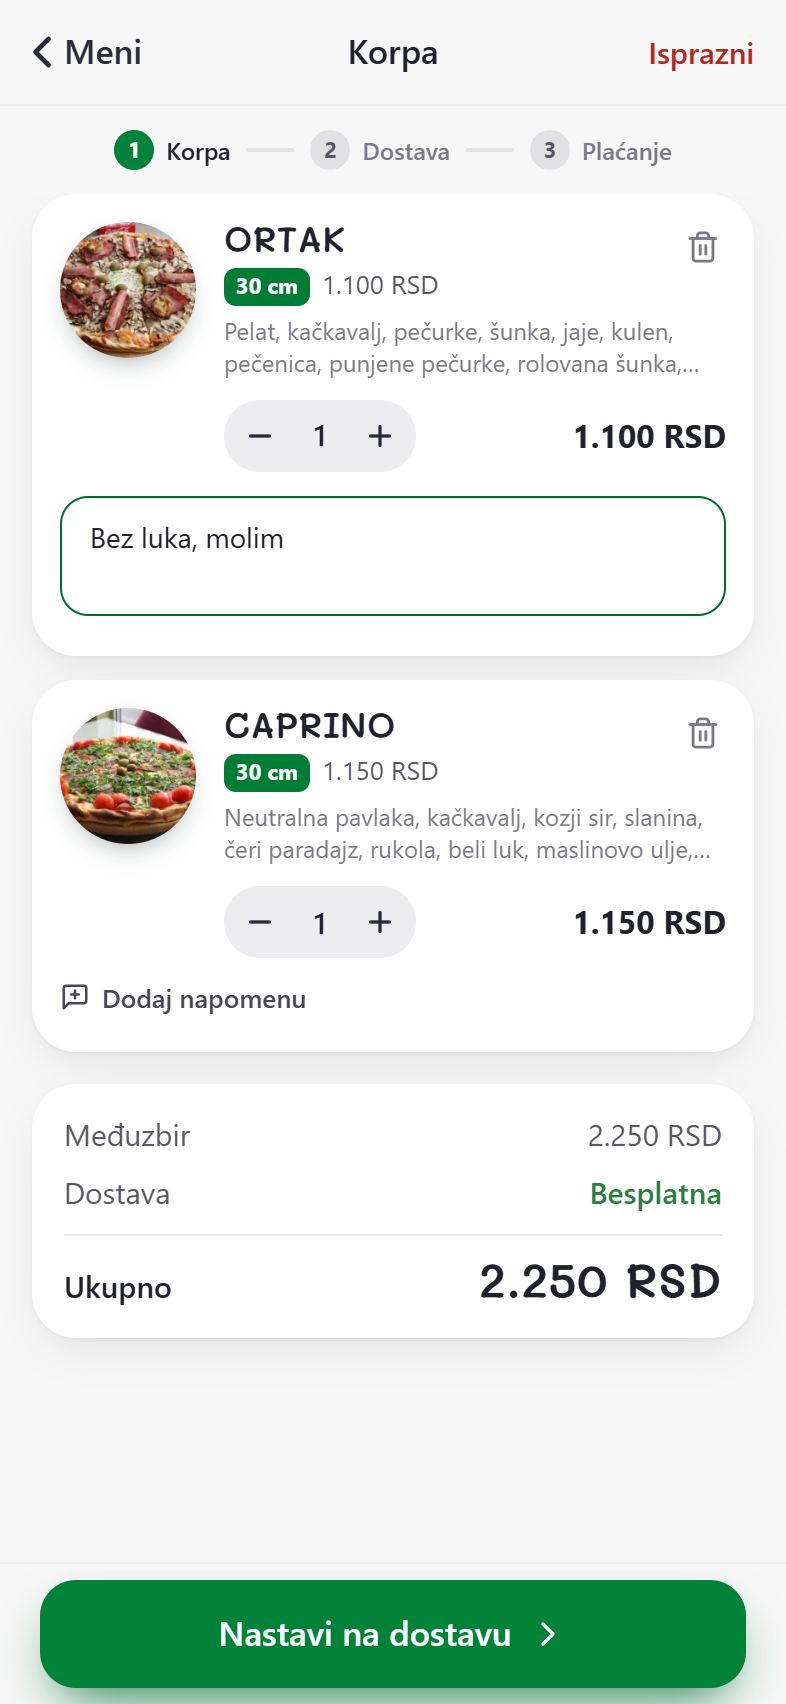 Meni
Korpa
Isprazni
1 Korpa
2 Dostava
3 Plaćanje
ORTAK
30 cm 1.100 RSD
Pelat, kačkavalj, pečurke, šunka, jaje, kulen,
pečenica, punjene pečurke, rolovana šunka,...
1
1.100 RSD
Bez luka, molim
CAPRINO
30 cm 1.150 RSD
Neutralna pavlaka, kačkavalj, kozji sir, slanina,
čeri paradajz, rukola, beli luk, maslinovo ulje,...
1
1.150 RSD
Dodaj napomenu
Međuzbir 2.250 RSD
Dostava Besplatna
Ukupno 2.250 RSD
Nastavi na dostavu